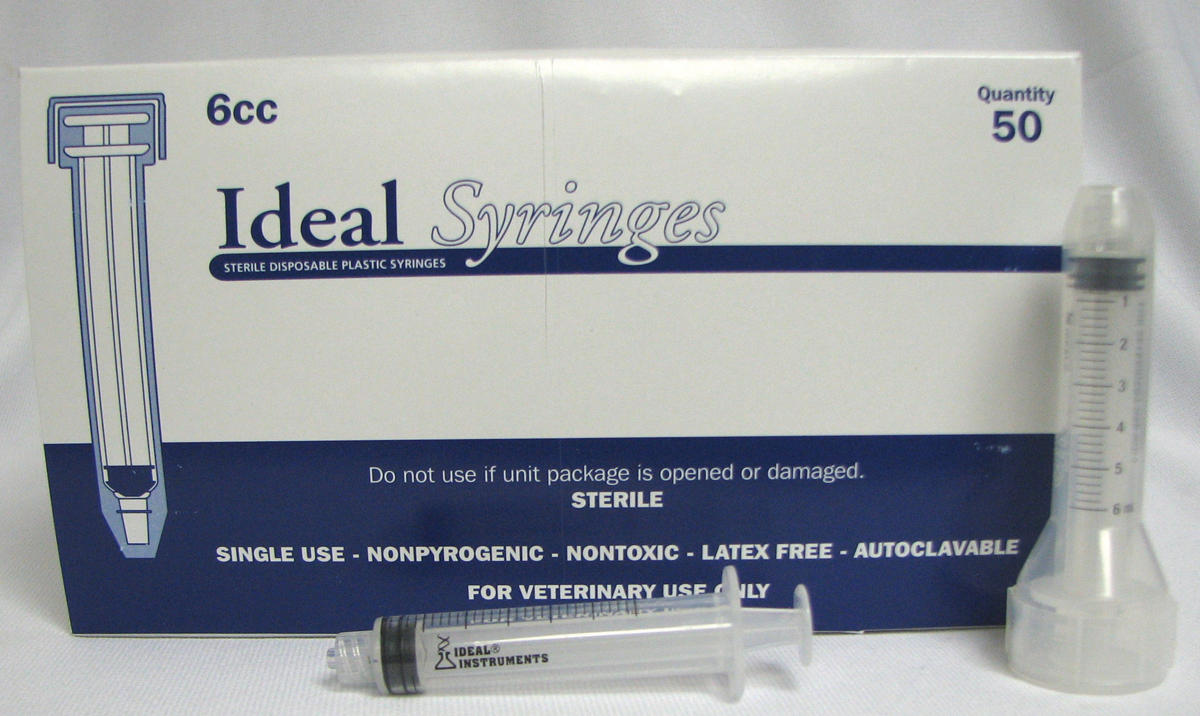 6cc
Quantity
50
Ideal Syringes
STERILE DISPOSABLE PLASTIC SYRINGES
Do not use if unit package is opened or damaged.
STERILE
SINGLE USE - NONPYROGENIC - NONTOXIC - LATEX FREE - AUTOCLAVABLE
FOR VETERINARY USE ONLY
IDEAL®
INSTRUMENTS
1
2
3
4
5
6 ml